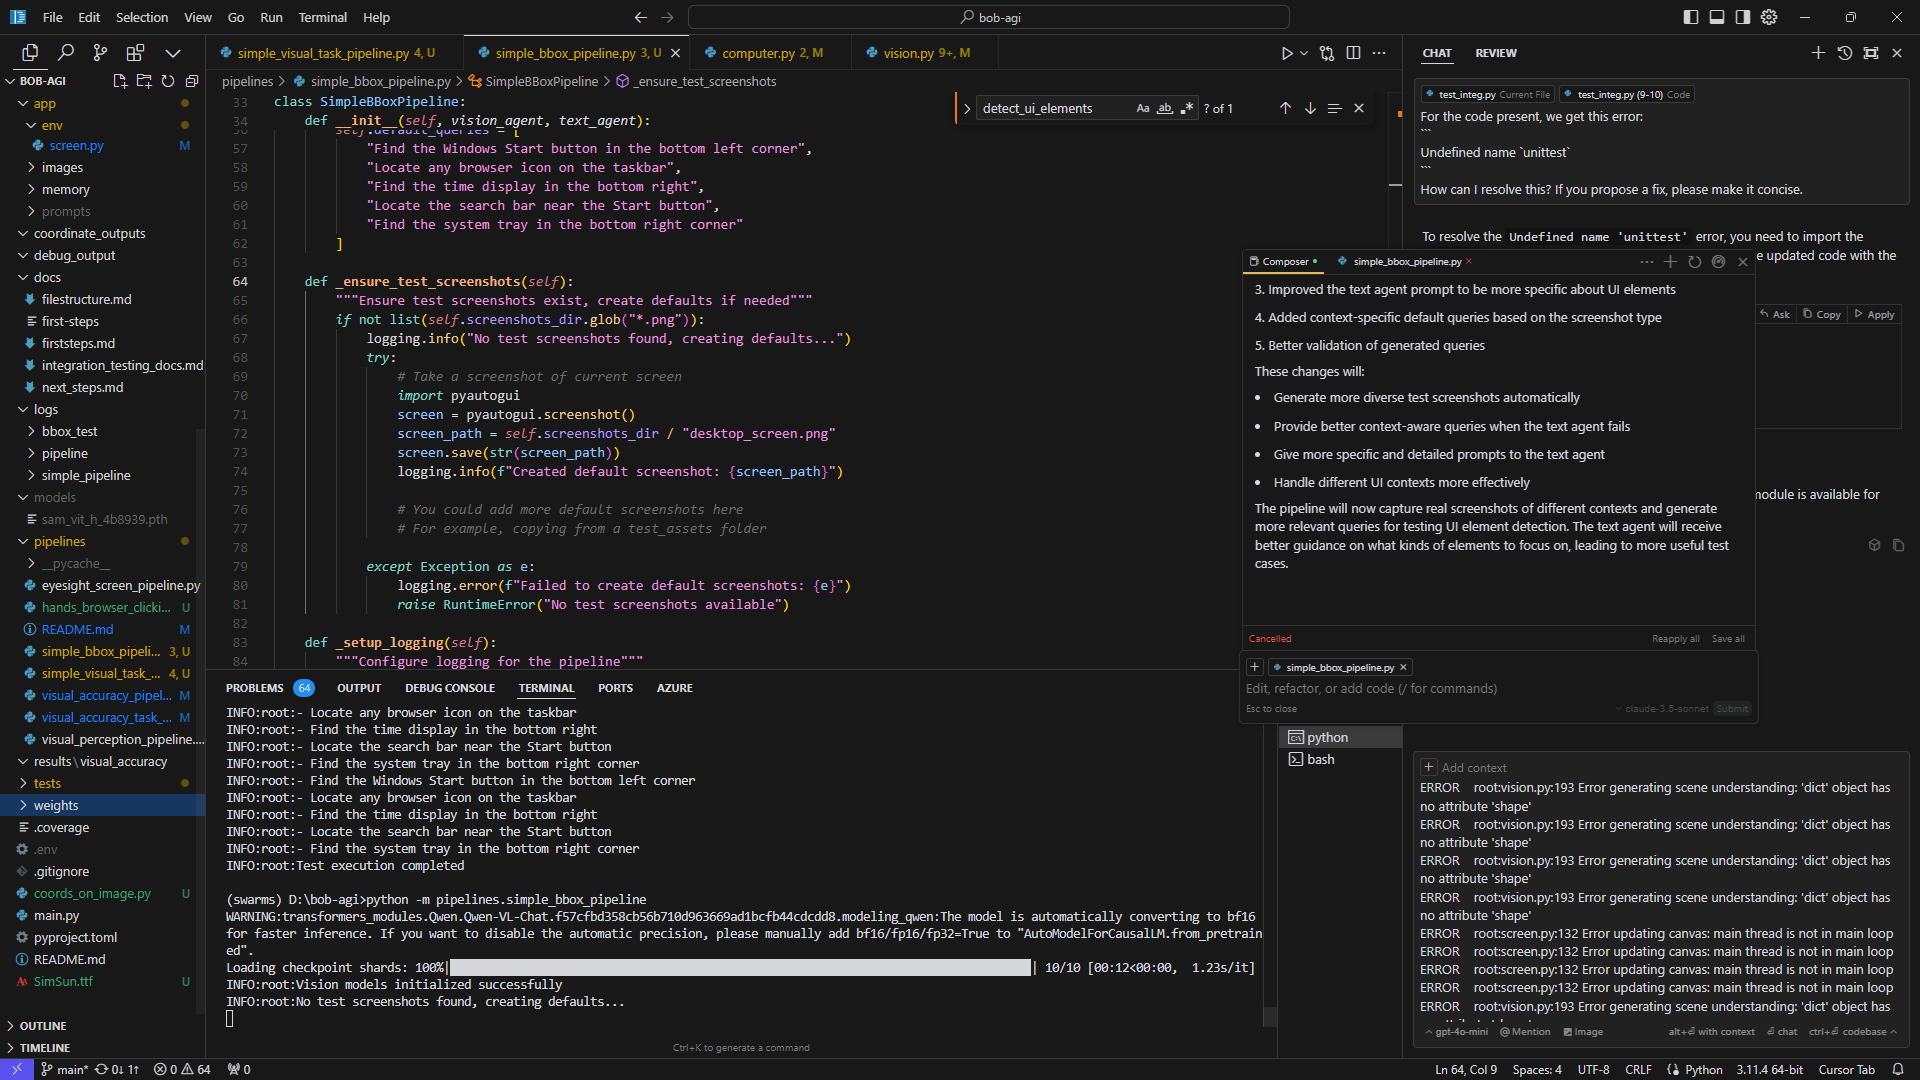 File Edit Selection View Go Run Terminal Help
bob-agi
BOB-AGI
app
env
screen.py M
images
memory
prompts
coordinate_outputs
debug_output
docs
filestructure.md
first-steps
firststeps.md
integration_testing_docs.md
next_steps.md
logs
bbox_test
pipeline
simple_pipeline
models
sam_vit_h_4b8939.pth
pipelines
__pycache__
eyesight_screen_pipeline.py
hands_browser_clicki... U
README.md M
simple_bbox_pipeli... 3, U
simple_visual_task_... 4, U
visual_accuracy_pipel... M
visual_accuracy_task_... M
visual_perception_pipeline....
results\visual_accuracy
tests
weights
.coverage
.env
.gitignore
coords_on_image.py U
main.py
pyproject.toml
README.md
SimSun.ttf U
OUTLINE
TIMELINE
simple_visual_task_pipeline.py 4, U
simple_bbox_pipeline.py 3, U
computer.py 2, M
vision.py 9+, M
pipelines > simple_bbox_pipeline.py > SimpleBBoxPipeline > _ensure_test_screenshots
detect_ui_elements Aa ab ? of 1
33 class SimpleBBoxPipeline:
34 def __init__(self, vision_agent, text_agent):
56 self.default_queries = [
57 "Find the Windows Start button in the bottom left corner",
58 "Locate any browser icon on the taskbar",
59 "Find the time display in the bottom right",
60 "Locate the search bar near the Start button",
61 "Find the system tray in the bottom right corner"
62 ]
63
64 def _ensure_test_screenshots(self):
65 """Ensure test screenshots exist, create defaults if needed"""
66 if not list(self.screenshots_dir.glob("*.png")):
67 logging.info("No test screenshots found, creating defaults...")
68 try:
69 # Take a screenshot of current screen
70 import pyautogui
71 screen = pyautogui.screenshot()
72 screen_path = self.screenshots_dir / "desktop_screen.png"
73 screen.save(str(screen_path))
74 logging.info(f"Created default screenshot: {screen_path}")
75
76 # You could add more default screenshots here
77 # For example, copying from a test_assets folder
78
79 except Exception as e:
80 logging.error(f"Failed to create default screenshots: {e}")
81 raise RuntimeError("No test screenshots available")
82
83 def _setup_logging(self):
84 """Configure logging for the pipeline"""
PROBLEMS 64 OUTPUT DEBUG CONSOLE TERMINAL PORTS AZURE
INFO:root:- Locate any browser icon on the taskbar
INFO:root:- Find the time display in the bottom right
INFO:root:- Locate the search bar near the Start button
INFO:root:- Find the system tray in the bottom right corner
INFO:root:- Find the Windows Start button in the bottom left corner
INFO:root:- Locate any browser icon on the taskbar
INFO:root:- Find the time display in the bottom right
INFO:root:- Locate the search bar near the Start button
INFO:root:- Find the system tray in the bottom right corner
INFO:root:Test execution completed
(swarms) D:\bob-agi>python -m pipelines.simple_bbox_pipeline
WARNING:transformers_modules.Qwen.Qwen-VL-Chat.f57cfbd358cb56b710d963669ad1bcfb44cdcdd8.modeling_qwen:The model is automatically converting to bf16
for faster inference. If you want to disable the automatic precision, please manually add bf16/fp16/fp32=True to "AutoModelForCausalLM.from_pretrain
ed".
Loading checkpoint shards: 100%| | 10/10 [00:12<00:00, 1.23s/it]
INFO:root:Vision models initialized successfully
INFO:root:No test screenshots found, creating defaults...
Ctrl+K to generate a command
python
bash
Composer simple_bbox_pipeline.py
3. Improved the text agent prompt to be more specific about UI elements
4. Added context-specific default queries based on the screenshot type
5. Better validation of generated queries
These changes will:
• Generate more diverse test screenshots automatically
• Provide better context-aware queries when the text agent fails
• Give more specific and detailed prompts to the text agent
• Handle different UI contexts more effectively
The pipeline will now capture real screenshots of different contexts and generate
more relevant queries for testing UI element detection. The text agent will receive
better guidance on what kinds of elements to focus on, leading to more useful test
cases.
Cancelled Reapply all Save all
simple_bbox_pipeline.py
Edit, refactor, or add code (/ for commands)
Esc to close claude-3.5-sonnet Submit
CHAT REVIEW
test_integ.py Current File test_integ.py (9-10) Code
For the code present, we get this error:
```
Undefined name `unittest`
```
How can I resolve this? If you propose a fix, please make it concise.
To resolve the Undefined name 'unittest' error, you need to import the
e updated code with the
Ask Copy Apply
module is available for
Add context
ERROR root:vision.py:193 Error generating scene understanding: 'dict' object has
no attribute 'shape'
ERROR root:vision.py:193 Error generating scene understanding: 'dict' object has
no attribute 'shape'
ERROR root:vision.py:193 Error generating scene understanding: 'dict' object has
no attribute 'shape'
ERROR root:vision.py:193 Error generating scene understanding: 'dict' object has
no attribute 'shape'
ERROR root:screen.py:132 Error updating canvas: main thread is not in main loop
ERROR root:screen.py:132 Error updating canvas: main thread is not in main loop
ERROR root:screen.py:132 Error updating canvas: main thread is not in main loop
ERROR root:screen.py:132 Error updating canvas: main thread is not in main loop
ERROR root:vision.py:193 Error generating scene understanding: 'dict' object has
gpt-4o-mini @ Mention Image alt+⏎ with context ⏎ chat ctrl+⏎ codebase
main* 0↓ 1↑ 0 64 0
Ln 64, Col 9 Spaces: 4 UTF-8 CRLF Python 3.11.4 64-bit Cursor Tab